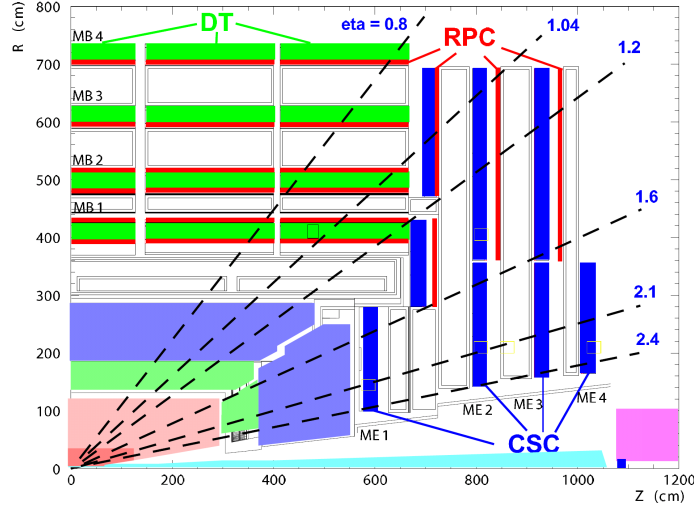 R (cm)
800
700
600
500
400
300
200
100
0
MB 4
MB 3
MB 2
MB 1
DT
eta = 0.8
RPC
1.04
1.2
1.6
2.1
2.4
ME 1
ME 2
ME 3
ME 4
CSC
0 200 400 600 800 1000 1200
Z (cm)